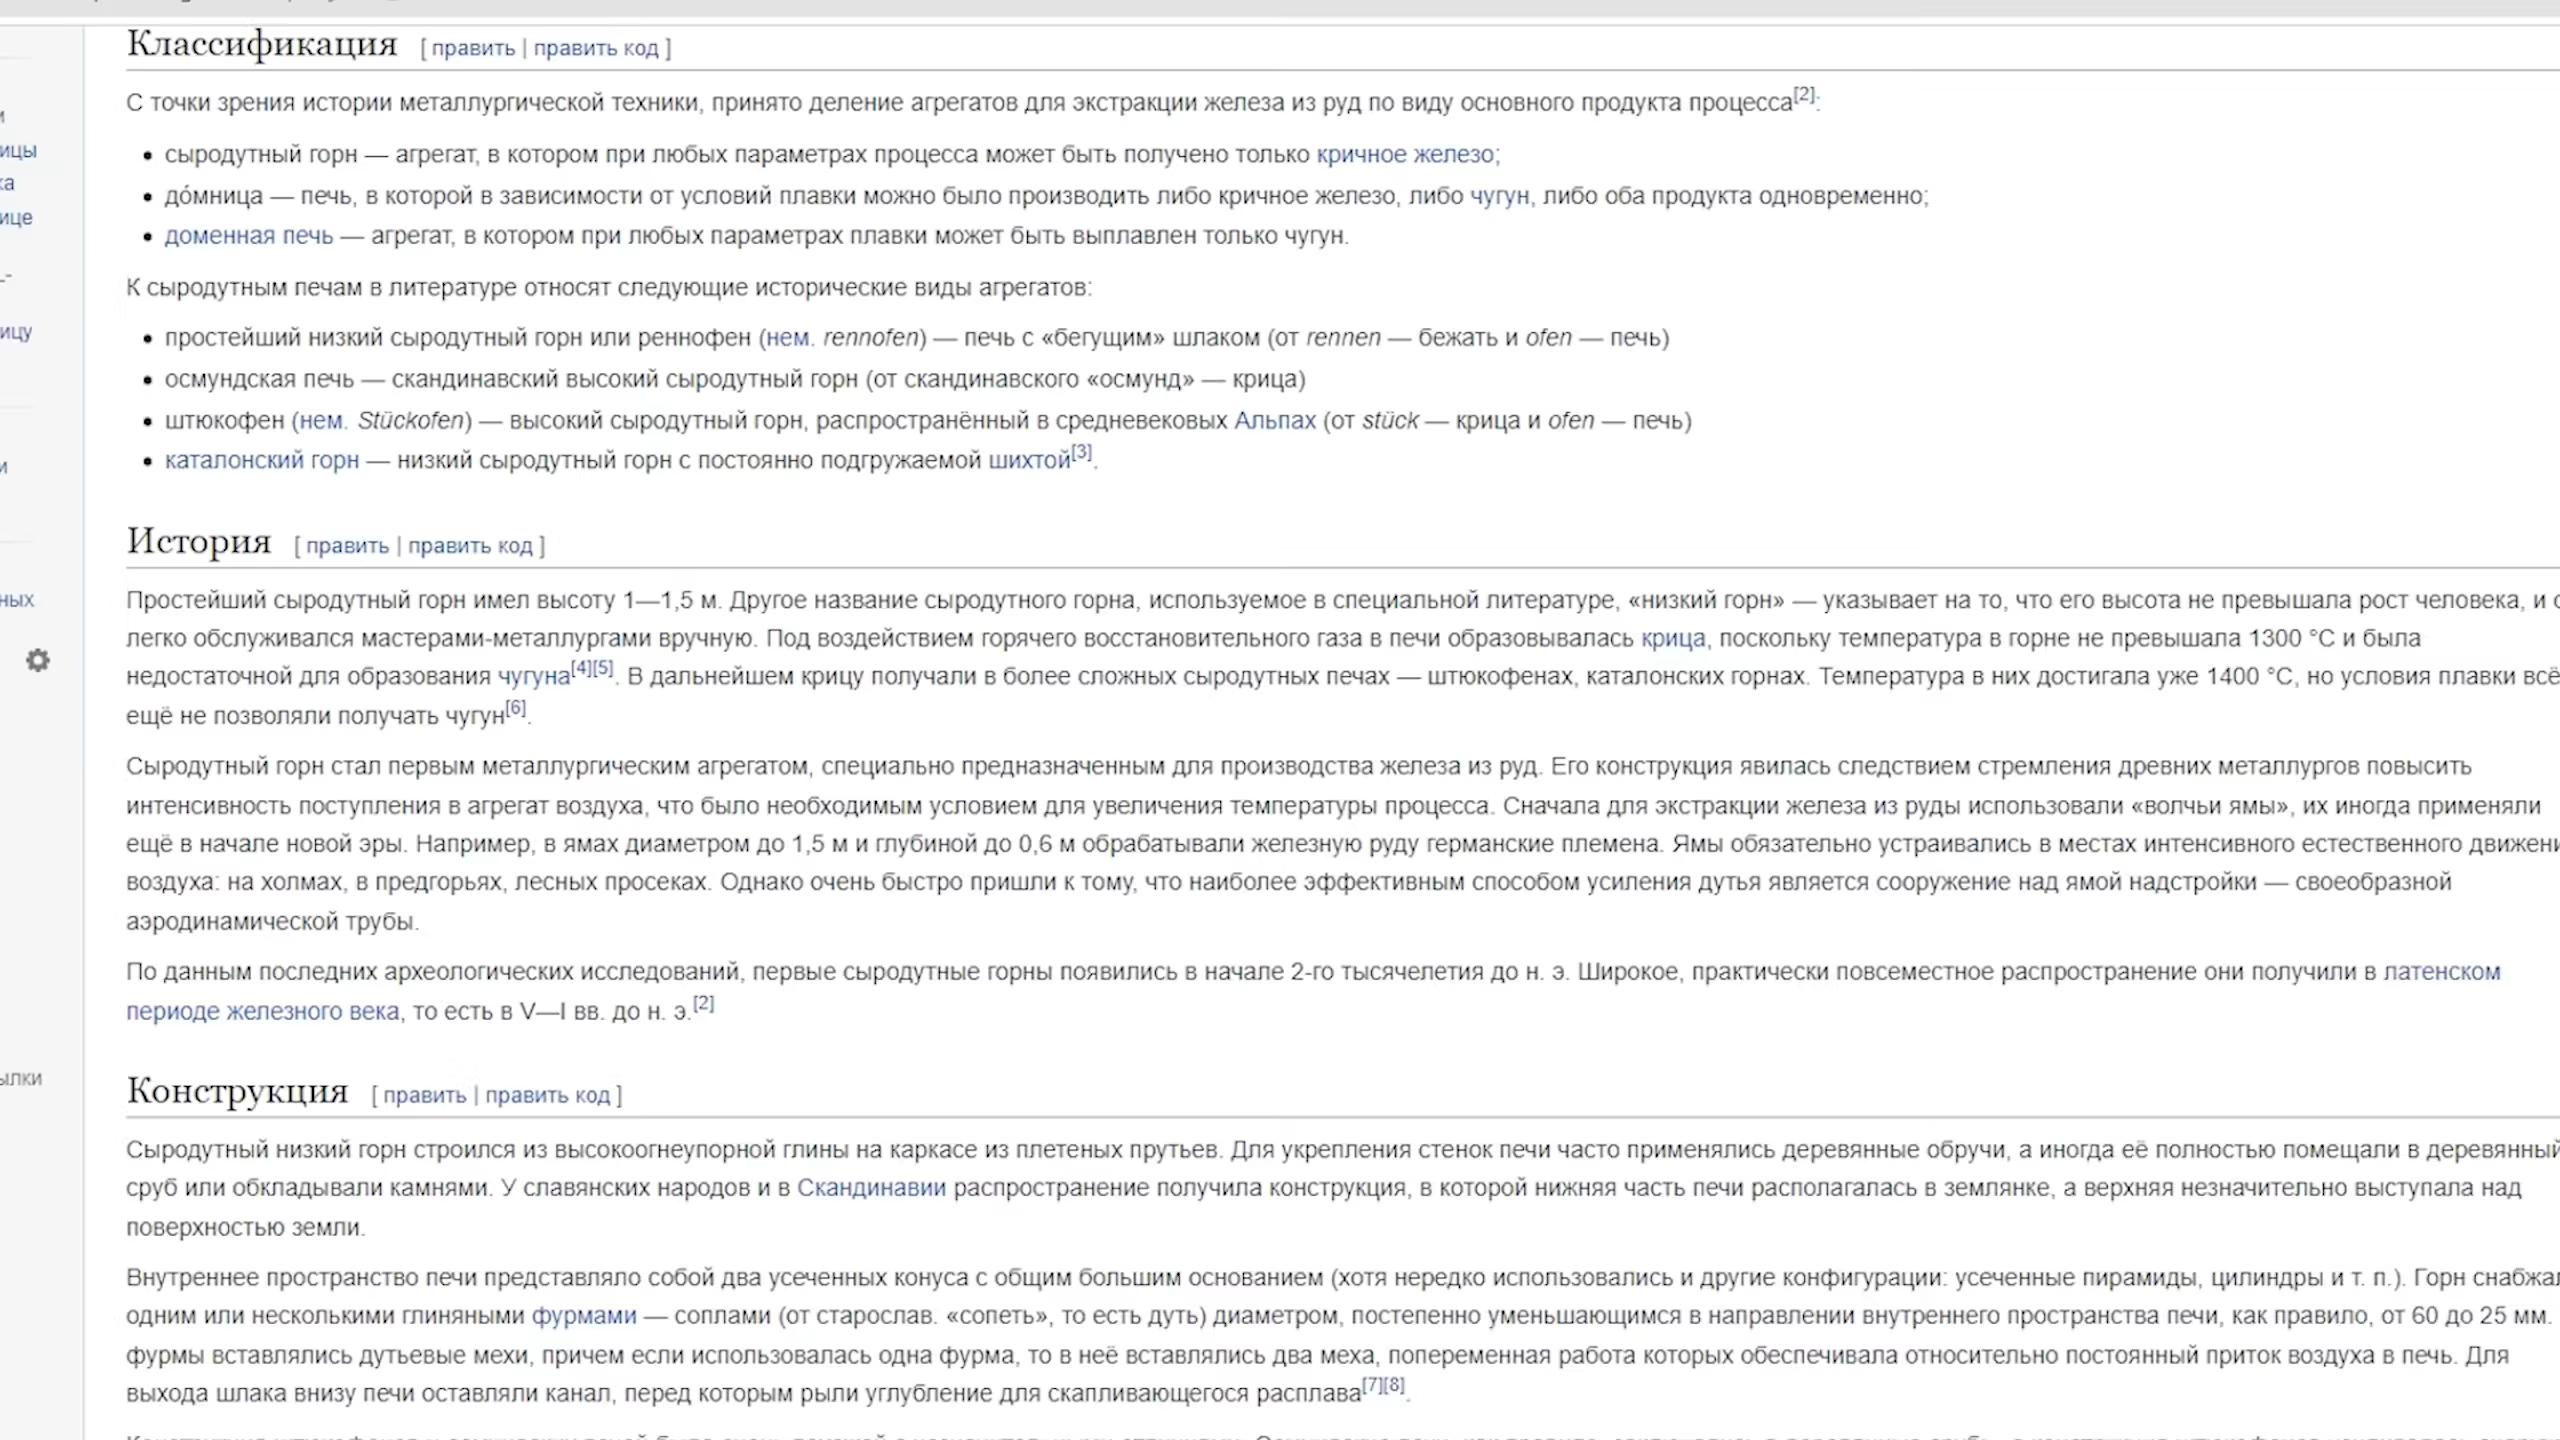 Классификация [ править | править код ]
С точки зрения истории металлургической техники, принято деление агрегатов для экстракции железа из руд по виду основного продукта процесса[2]:
• сыродутный горн — агрегат, в котором при любых параметрах процесса может быть получено только кричное железо;
• до́мница — печь, в которой в зависимости от условий плавки можно было производить либо кричное железо, либо чугун, либо оба продукта одновременно;
• доменная печь — агрегат, в котором при любых параметрах плавки может быть выплавлен только чугун.
К сыродутным печам в литературе относят следующие исторические виды агрегатов:
• простейший низкий сыродутный горн или реннофен (нем. rennofen) — печь с «бегущим» шлаком (от rennen — бежать и ofen — печь)
• осмундская печь — скандинавский высокий сыродутный горн (от скандинавского «осмунд» — крица)
• штюкофен (нем. Stückofen) — высокий сыродутный горн, распространённый в средневековых Альпах (от stück — крица и ofen — печь)
• каталонский горн — низкий сыродутный горн с постоянно подгружаемой шихтой[3].
История [ править | править код ]
Простейший сыродутный горн имел высоту 1—1,5 м. Другое название сыродутного горна, используемое в специальной литературе, «низкий горн» — указывает на то, что его высота не превышала рост человека, и
легко обслуживался мастерами-металлургами вручную. Под воздействием горячего восстановительного газа в печи образовывалась крица, поскольку температура в горне не превышала 1300 °C и была
недостаточной для образования чугуна[4][5]. В дальнейшем крицу получали в более сложных сыродутных печах — штюкофенах, каталонских горнах. Температура в них достигала уже 1400 °C, но условия плавки всё
ещё не позволяли получать чугун[6].
Сыродутный горн стал первым металлургическим агрегатом, специально предназначенным для производства железа из руд. Его конструкция явилась следствием стремления древних металлургов повысить
интенсивность поступления в агрегат воздуха, что было необходимым условием для увеличения температуры процесса. Сначала для экстракции железа из руды использовали «волчьи ямы», их иногда применяли
ещё в начале новой эры. Например, в ямах диаметром до 1,5 м и глубиной до 0,6 м обрабатывали железную руду германские племена. Ямы обязательно устраивались в местах интенсивного естественного движени
воздуха: на холмах, в предгорьях, лесных просеках. Однако очень быстро пришли к тому, что наиболее эффективным способом усиления дутья является сооружение над ямой надстройки — своеобразной
аэродинамической трубы.
По данным последних археологических исследований, первые сыродутные горны появились в начале 2-го тысячелетия до н. э. Широкое, практически повсеместное распространение они получили в латенском
периоде железного века, то есть в V—I вв. до н. э.[2]
Конструкция [ править | править код ]
Сыродутный низкий горн строился из высокоогнеупорной глины на каркасе из плетеных прутьев. Для укрепления стенок печи часто применялись деревянные обручи, а иногда её полностью помещали в деревянный
сруб или обкладывали камнями. У славянских народов и в Скандинавии распространение получила конструкция, в которой нижняя часть печи располагалась в землянке, а верхняя незначительно выступала над
поверхностью земли.
Внутреннее пространство печи представляло собой два усеченных конуса с общим большим основанием (хотя нередко использовались и другие конфигурации: усеченные пирамиды, цилиндры и т. п.). Горн снабжал
одним или несколькими глиняными фурмами — соплами (от старослав. «сопеть», то есть дуть) диаметром, постепенно уменьшающимся в направлении внутреннего пространства печи, как правило, от 60 до 25 мм.
фурмы вставлялись дутьевые мехи, причем если использовалась одна фурма, то в неё вставлялись два меха, попеременная работа которых обеспечивала относительно постоянный приток воздуха в печь. Для
выхода шлака внизу печи оставляли канал, перед которым рыли углубление для скапливающегося расплава[7][8].